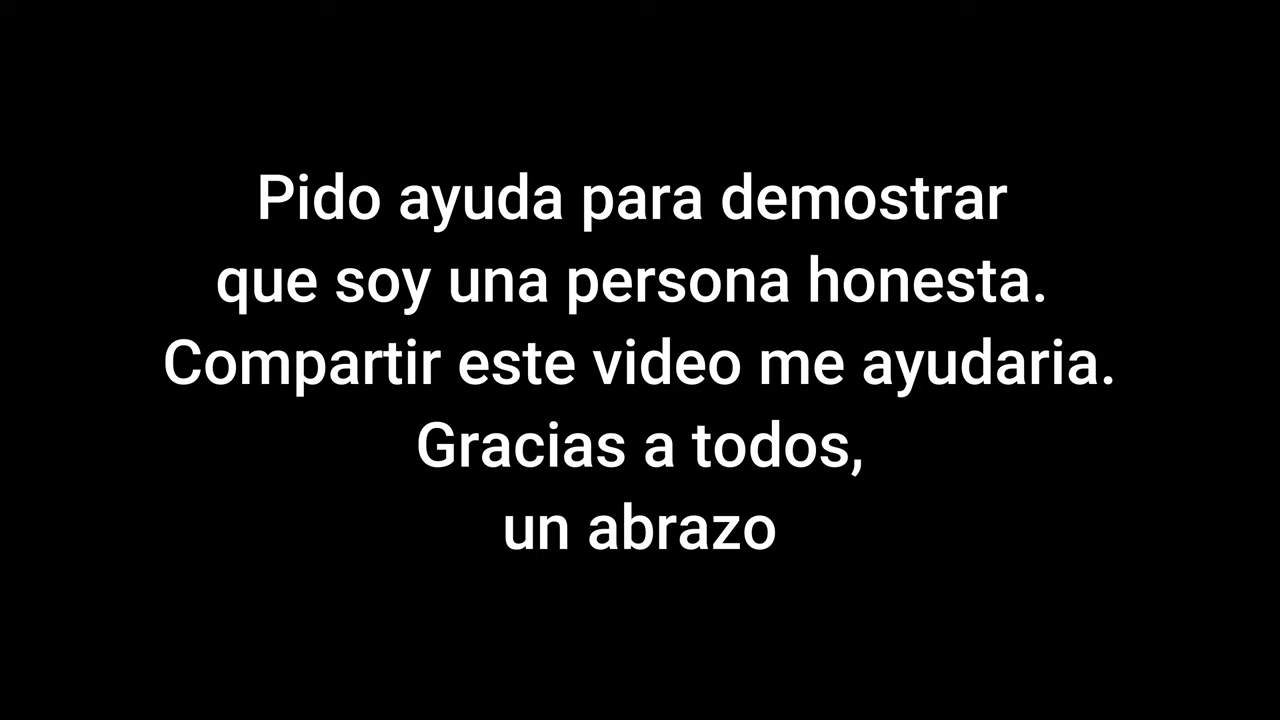 Pido ayuda para demostrar
que soy una persona honesta.
Compartir este video me ayudaria.
Gracias a todos,
un abrazo